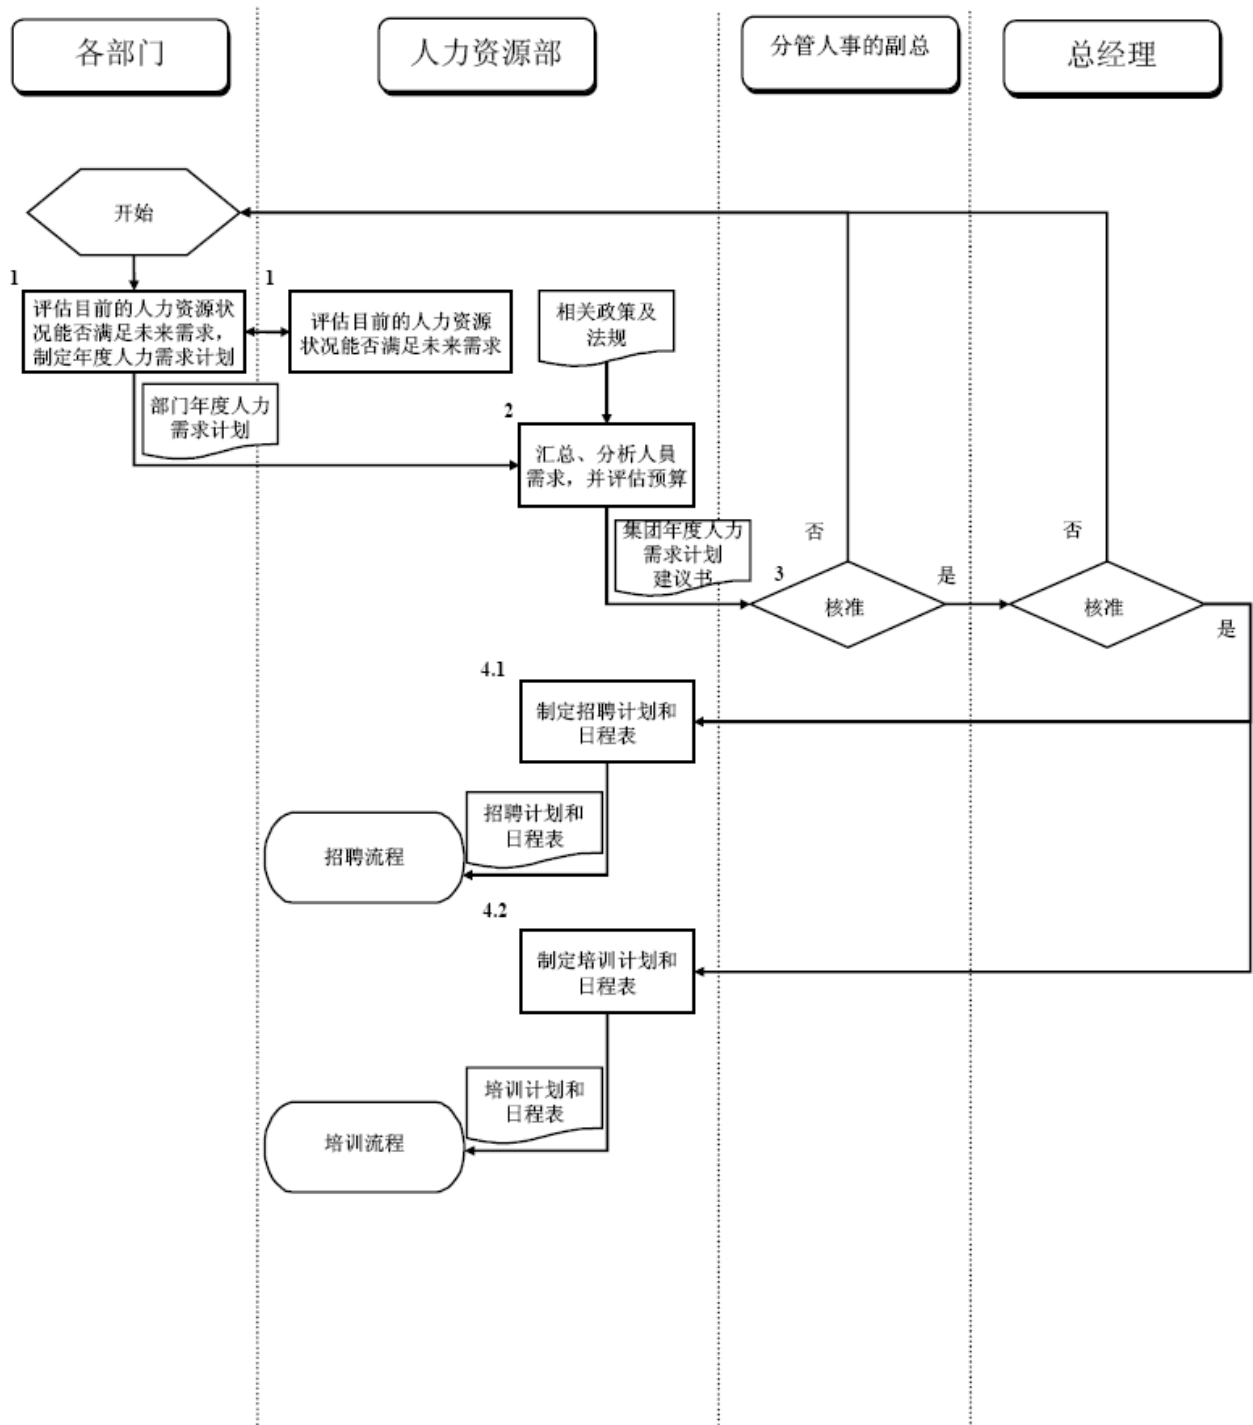 各部门
人力资源部
分管人事的副总
总经理
开始
1
评估目前的人力资源状
况能否满足未来需求，
制定年度人力需求计划
1
评估目前的人力资源
状况能否满足未来需求
相关政策及
法规
部门年度人力
需求计划
2
汇总、分析人员
需求，并评估预算
集团年度人力
需求计划
建议书
否
3
核准
是
否
核准
是
4.1
制定招聘计划和
日程表
招聘计划和
日程表
招聘流程
4.2
制定培训计划和
日程表
培训计划和
日程表
培训流程